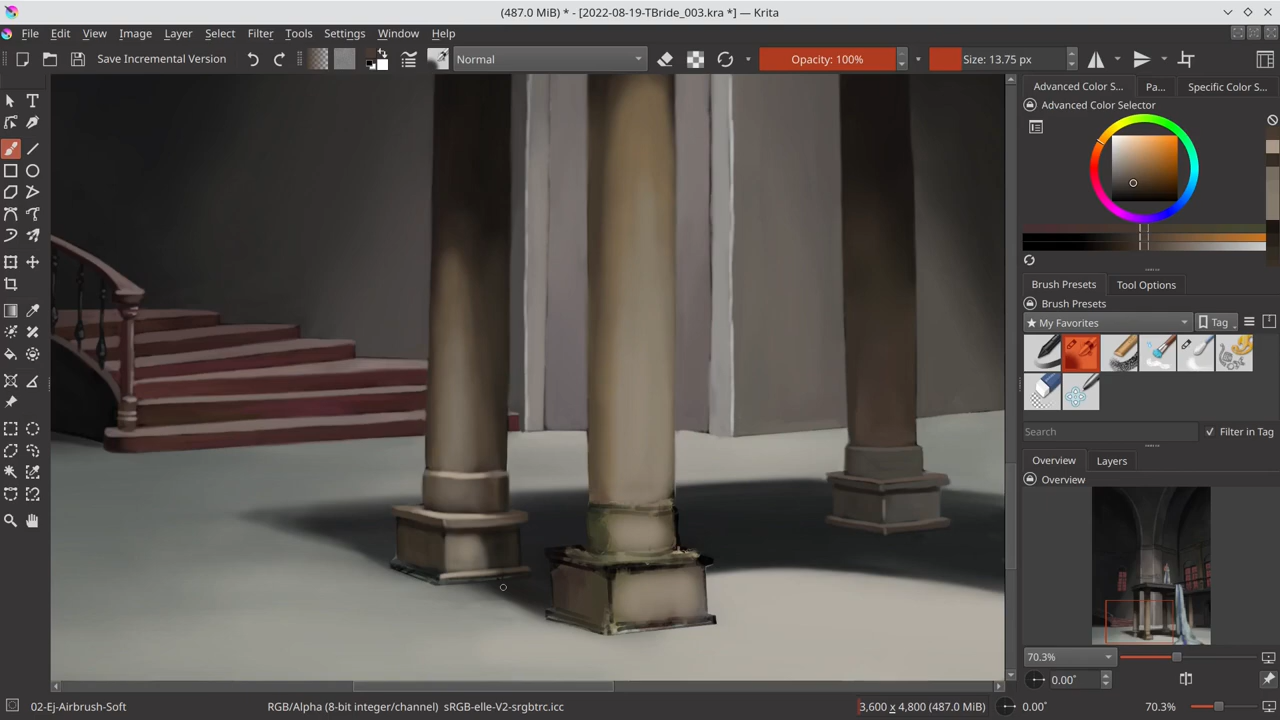 (487.0 MiB) * - [2022-08-19-TBride_003.kra *] — Krita
File Edit View Image Layer Select Filter Tools Settings Window Help
Save Incremental Version Normal Opacity: 100% Size: 13.75 px
Advanced Color S... Pa... Specific Color S...
Advanced Color Selector
Brush Presets Tool Options
Brush Presets
★ My Favorites Tag
Search Filter in Tag
Overview Layers
Overview
70.3%
0.00°
02-Ej-Airbrush-Soft RGB/Alpha (8-bit integer/channel) sRGB-elle-V2-srgbtrc.icc 3,600 x 4,800 (487.0 MiB) 0.00° 70.3%